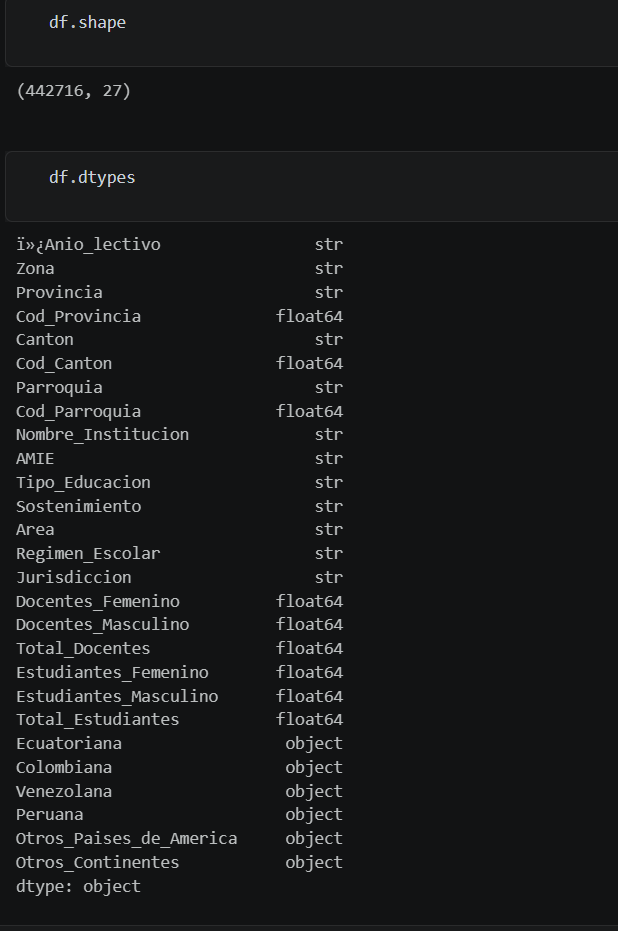 df.shape
(442716, 27)
df.dtypes
ï»¿Anio_lectivo str
Zona str
Provincia str
Cod_Provincia float64
Canton str
Cod_Canton float64
Parroquia str
Cod_Parroquia float64
Nombre_Institucion str
AMIE str
Tipo_Educacion str
Sostenimiento str
Area str
Regimen_Escolar str
Jurisdiccion str
Docentes_Femenino float64
Docentes_Masculino float64
Total_Docentes float64
Estudiantes_Femenino float64
Estudiantes_Masculino float64
Total_Estudiantes float64
Ecuatoriana object
Colombiana object
Venezolana object
Peruana object
Otros_Paises_de_America object
Otros_Continentes object
dtype: object